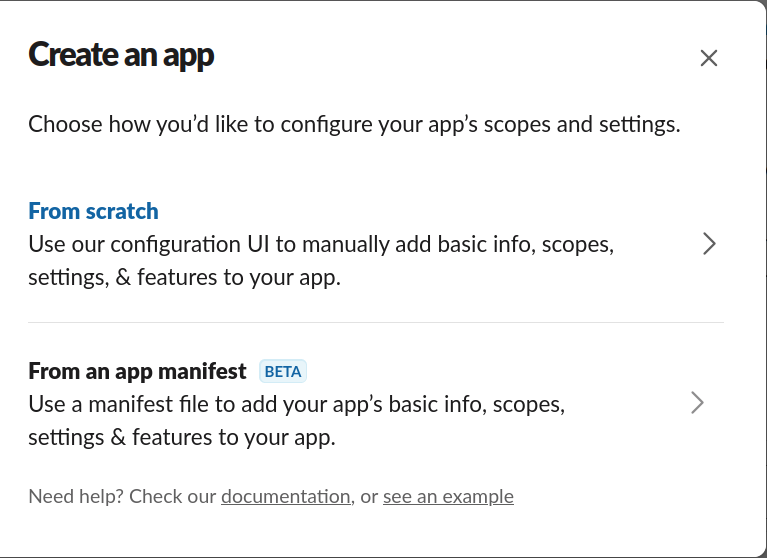 Create an app
Choose how you’d like to configure your app’s scopes and settings.
From scratch
Use our configuration UI to manually add basic info, scopes,
settings, & features to your app.
From an app manifest BETA
Use a manifest file to add your app’s basic info, scopes,
settings & features to your app.
Need help? Check our documentation, or see an example